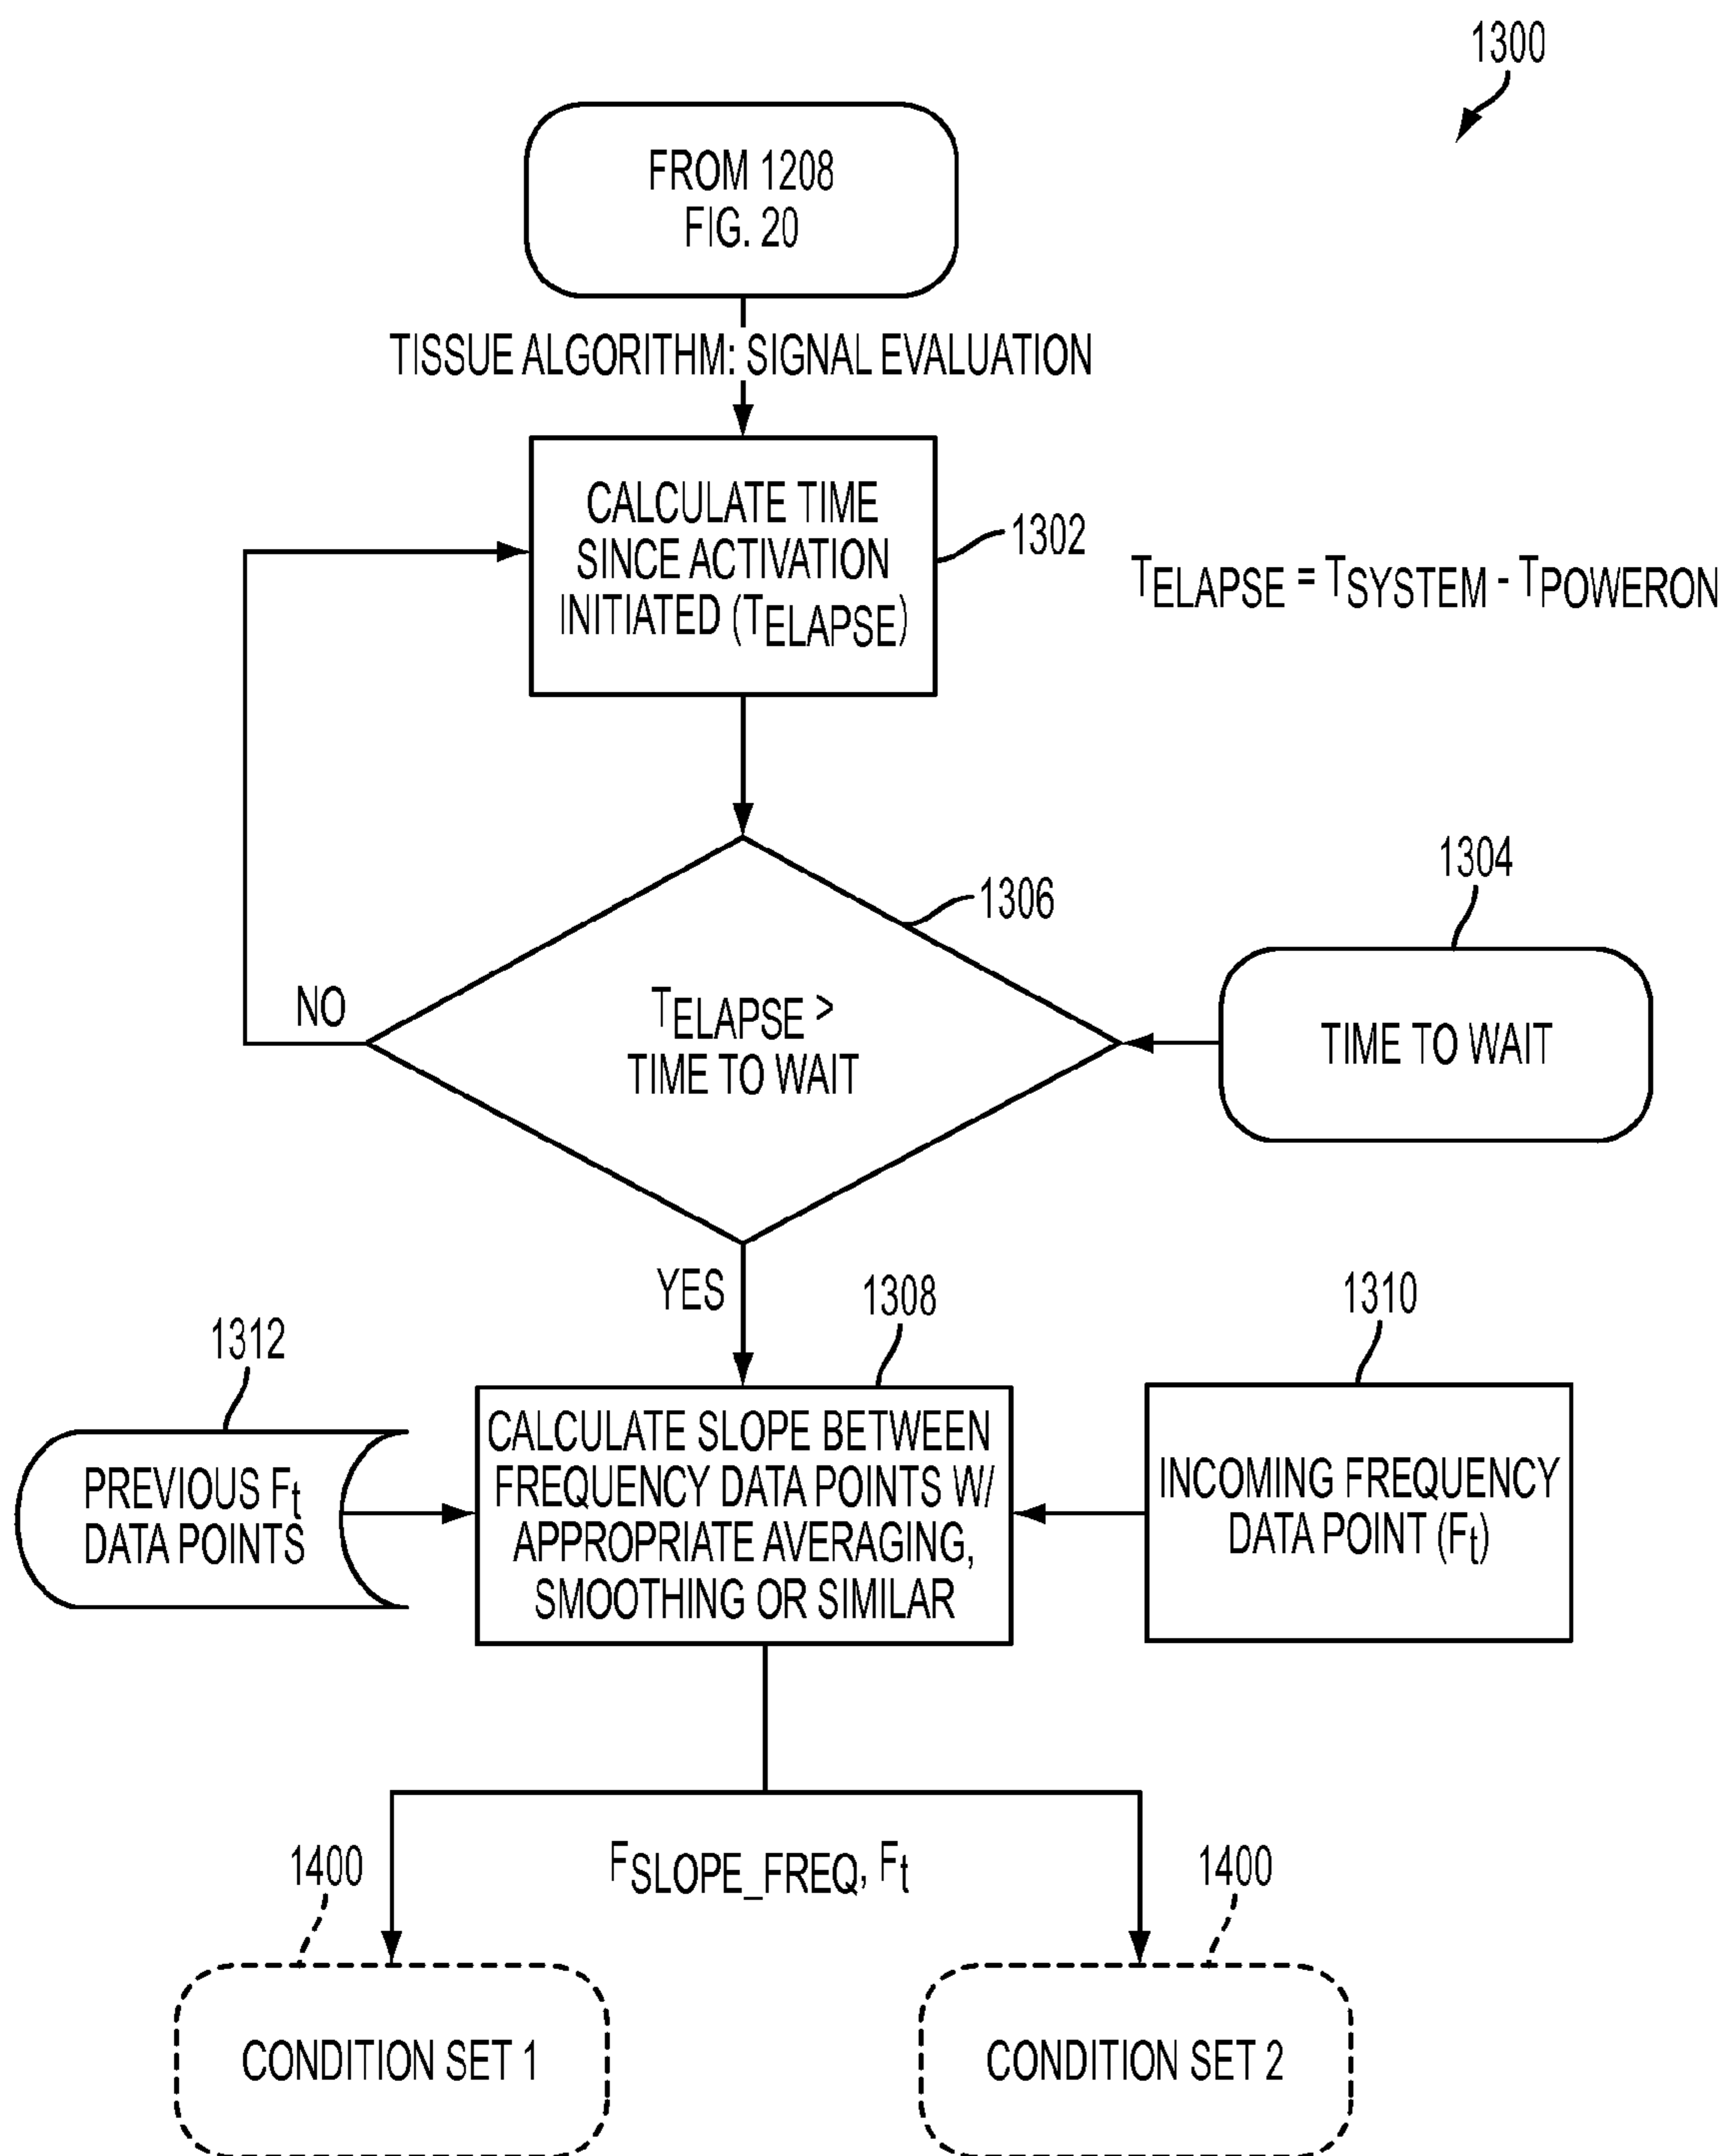 1300
FROM 1208
FIG. 20
TISSUE ALGORITHM: SIGNAL EVALUATION
CALCULATE TIME
SINCE ACTIVATION
INITIATED (TELAPSE)
1302
TELAPSE = TSYSTEM - TPOWERON
1304
1306
TELAPSE >
TIME TO WAIT
NO
TIME TO WAIT
YES
1308
1310
1312
CALCULATE SLOPE BETWEEN
FREQUENCY DATA POINTS W/
APPROPRIATE AVERAGING,
SMOOTHING OR SIMILAR
PREVIOUS Ft
DATA POINTS
INCOMING FREQUENCY
DATA POINT (Ft)
1400
FSLOPE_FREQ, Ft
1400
CONDITION SET 1
CONDITION SET 2